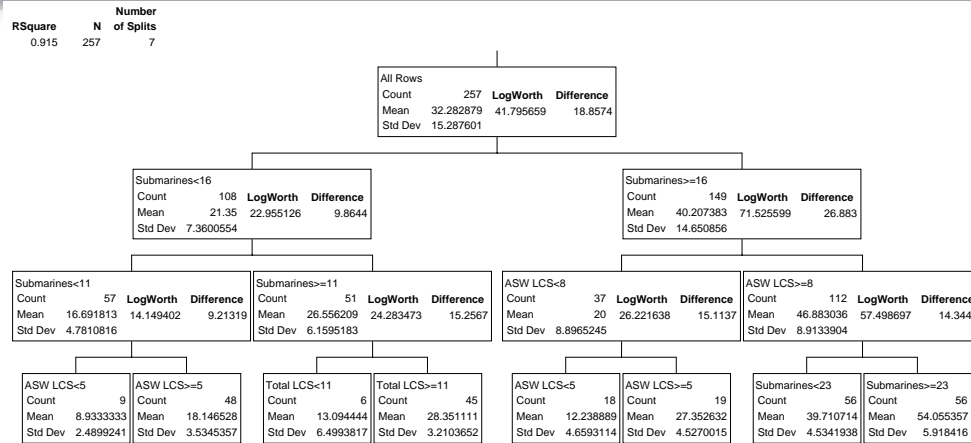 Number
RSquare N of Splits
0.915 257 7
All Rows
Count 257 LogWorth Difference
Mean 32.282879 41.795659 18.8574
Std Dev 15.287601
Submarines<16
Count 108 LogWorth Difference
Mean 21.35 22.955126 9.8644
Std Dev 7.3600554
Submarines>=16
Count 149 LogWorth Difference
Mean 40.207383 71.525599 26.883
Std Dev 14.650856
Submarines<11
Count 57 LogWorth Difference
Mean 16.691813 14.149402 9.21319
Std Dev 4.7810816
Submarines>=11
Count 51 LogWorth Difference
Mean 26.556209 24.283473 15.2567
Std Dev 6.1595183
ASW LCS<8
Count 37 LogWorth Difference
Mean 20 26.221638 15.1137
Std Dev 8.8965245
ASW LCS>=8
Count 112 LogWorth Difference
Mean 46.883036 57.498697 14.344
Std Dev 8.9133904
ASW LCS<5
Count 9
Mean 8.9333333
Std Dev 2.4899241
ASW LCS>=5
Count 48
Mean 18.146528
Std Dev 3.5345357
Total LCS<11
Count 6
Mean 13.094444
Std Dev 6.4993817
Total LCS>=11
Count 45
Mean 28.351111
Std Dev 3.2103652
ASW LCS<5
Count 18
Mean 12.238889
Std Dev 4.6593114
ASW LCS>=5
Count 19
Mean 27.352632
Std Dev 4.5270015
Submarines<23
Count 56
Mean 39.710714
Std Dev 4.5341938
Submarines>=23
Count 56
Mean 54.055357
Std Dev 5.918416